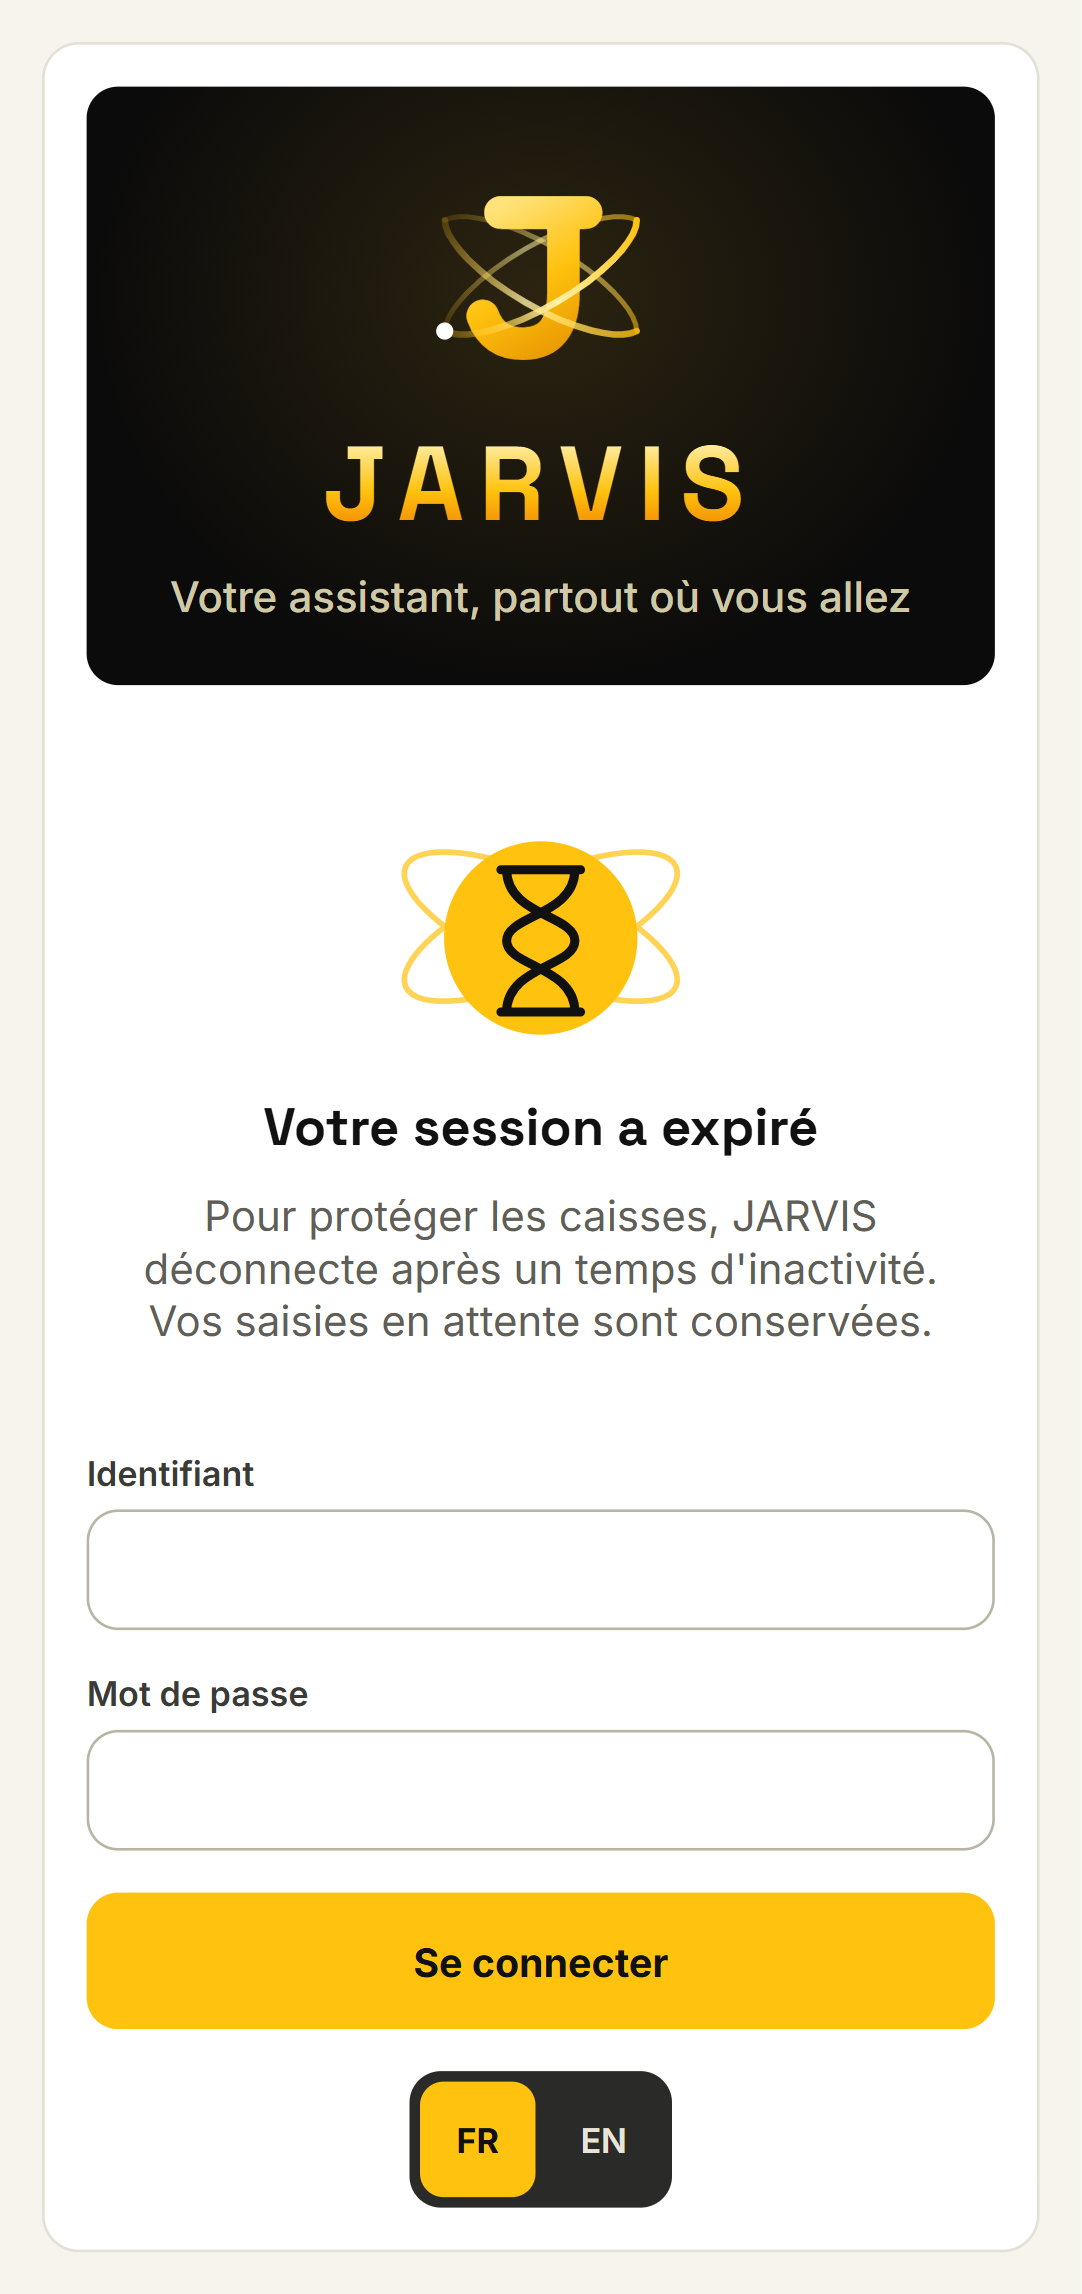 J
JARVIS
Votre assistant, partout où vous allez
Votre session a expiré
Pour protéger les caisses, JARVIS
déconnecte après un temps d'inactivité.
Vos saisies en attente sont conservées.
Identifiant
Mot de passe
Se connecter
FR EN